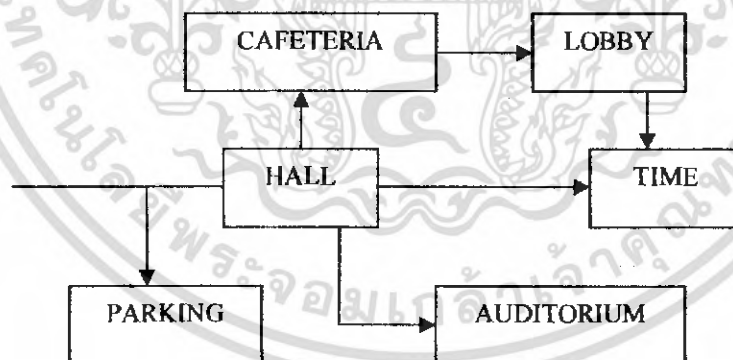 CAFETERIA
LOBBY
HALL
TIME
PARKING
AUDITORIUM